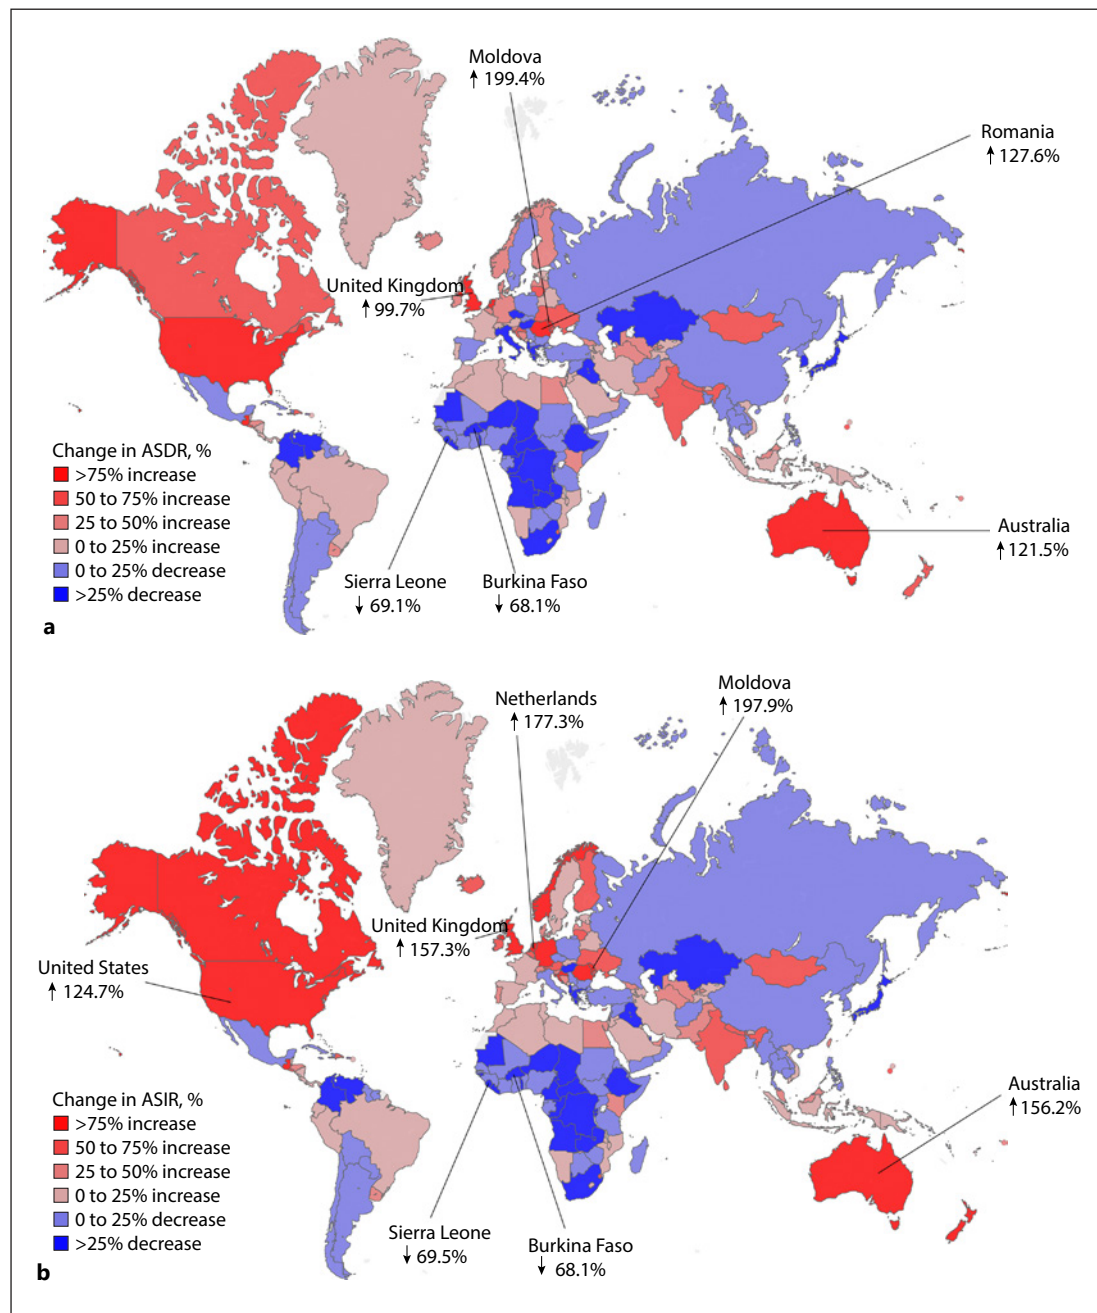 Moldova
↑ 199.4%
Romania
↑ 127.6%
United Kingdom
↑ 99.7%
Australia
↑ 121.5%
Sierra Leone
↓ 69.1%
Burkina Faso
↓ 68.1%
Change in ASDR, %
>75% increase
50 to 75% increase
25 to 50% increase
0 to 25% increase
0 to 25% decrease
>25% decrease
a
Netherlands
↑ 177.3%
Moldova
↑ 197.9%
United Kingdom
↑ 157.3%
United States
↑ 124.7%
Australia
↑ 156.2%
Sierra Leone
↓ 69.5%
Burkina Faso
↓ 68.1%
Change in ASIR, %
>75% increase
50 to 75% increase
25 to 50% increase
0 to 25% increase
0 to 25% decrease
>25% decrease
b